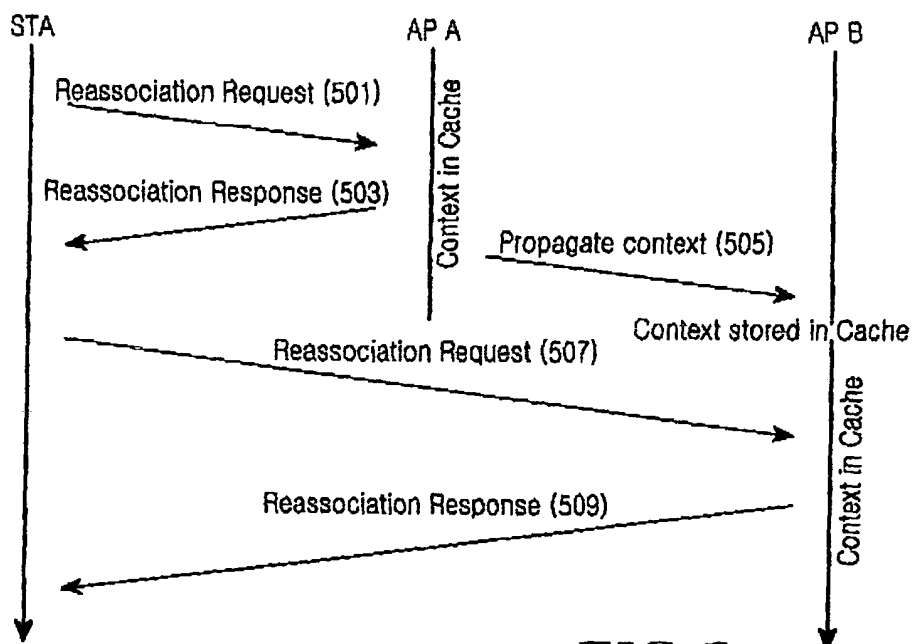 STA
AP A
AP B
Reassociation Request (501)
Context in Cache
Reassociation Response (503)
Propagate context (505)
Context stored in Cache
Reassociation Request (507)
Context in Cache
Reassociation Response (509)